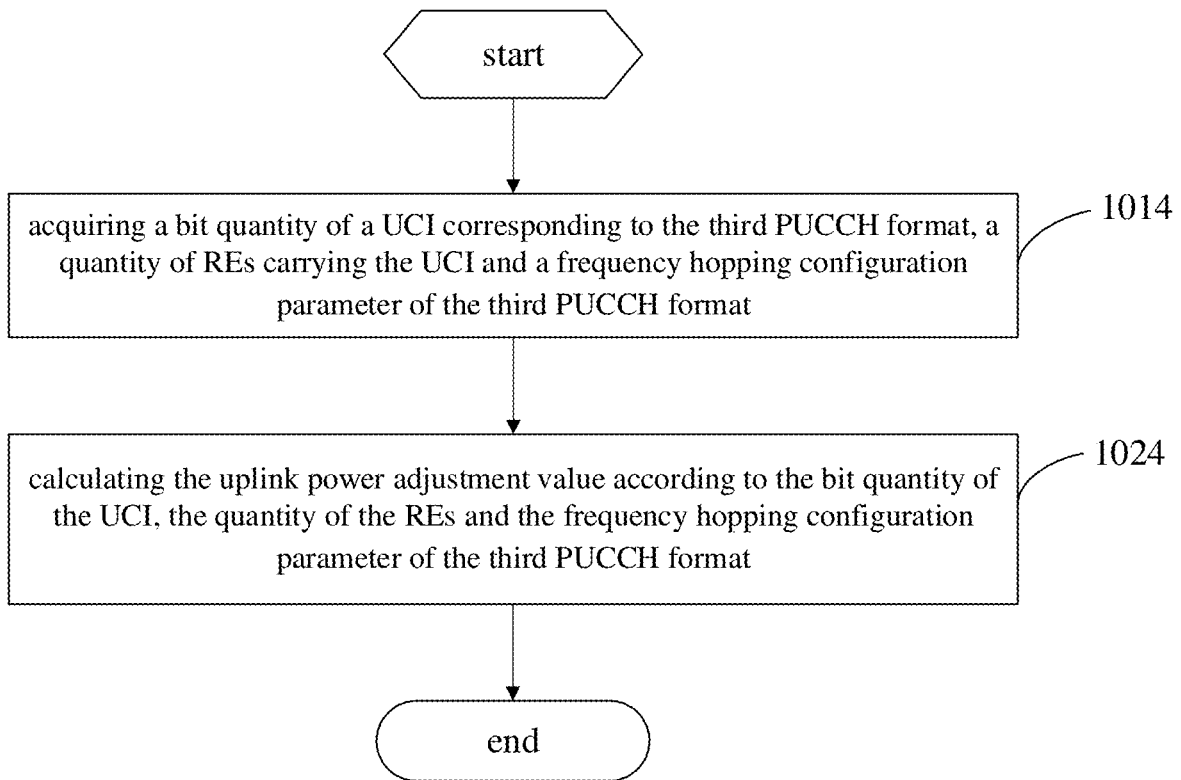 start
acquiring a bit quantity of a UCI corresponding to the third PUCCH format, a
quantity of REs carrying the UCI and a frequency hopping configuration
parameter of the third PUCCH format
1014
calculating the uplink power adjustment value according to the bit quantity of
the UCI, the quantity of the REs and the frequency hopping configuration
parameter of the third PUCCH format
1024
end